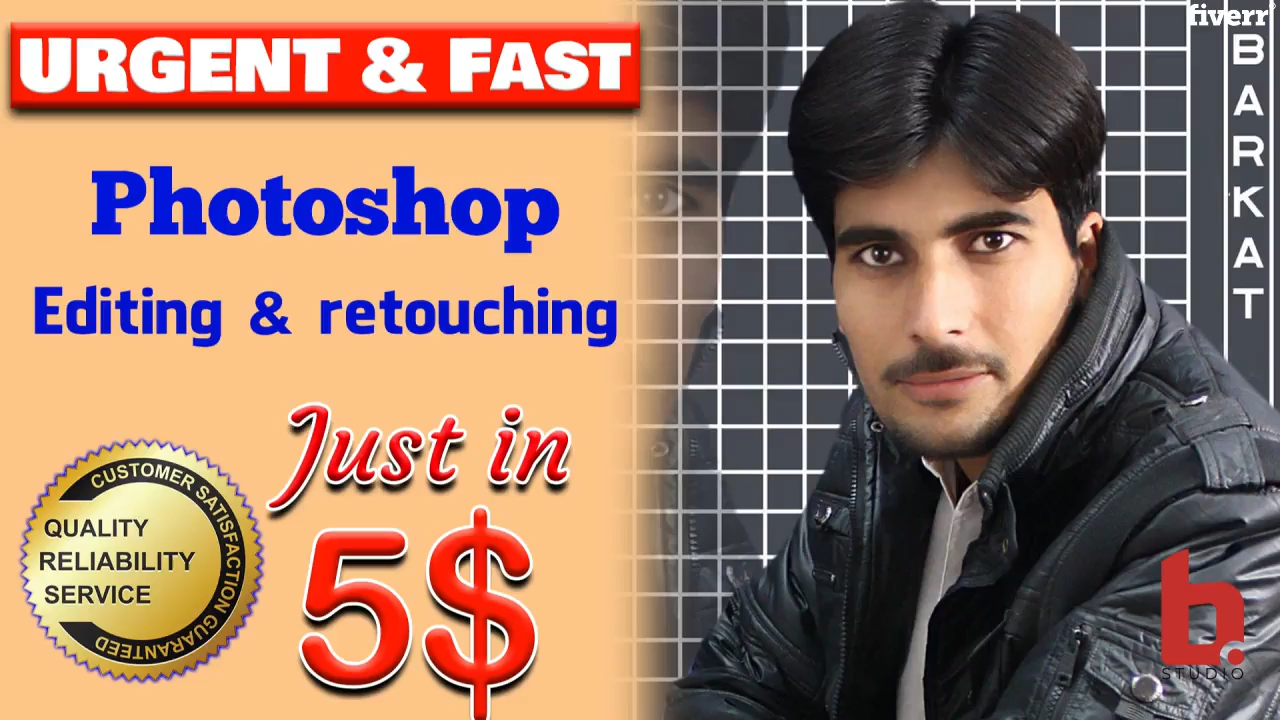 URGENT & FAST
Photoshop
Editing & retouching
Just in
5$
CUSTOMER SATISFACTION
QUALITY
RELIABILITY
SERVICE
GUARANTEED
fiverr
BARKAT
b.
STUDIO